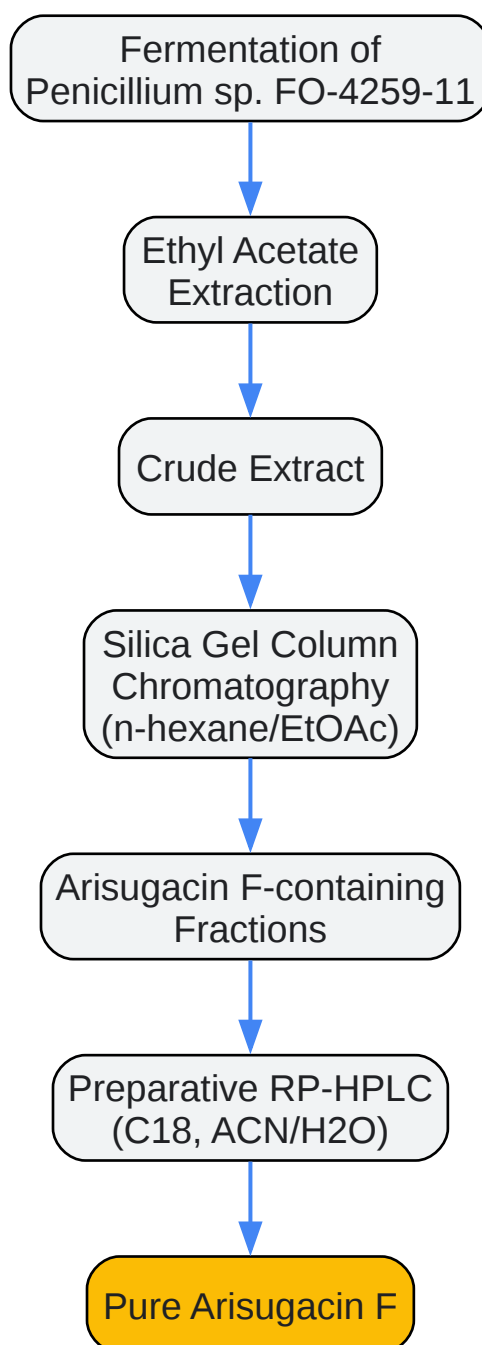 Fermentation of
Penicillium sp. FO-4259-11
Ethyl Acetate
Extraction
Crude Extract
Silica Gel Column
Chromatography
(n-hexane/EtOAc)
Arisugacin F-containing
Fractions
Preparative RP-HPLC
(C18, ACN/H2O)
Pure Arisugacin F